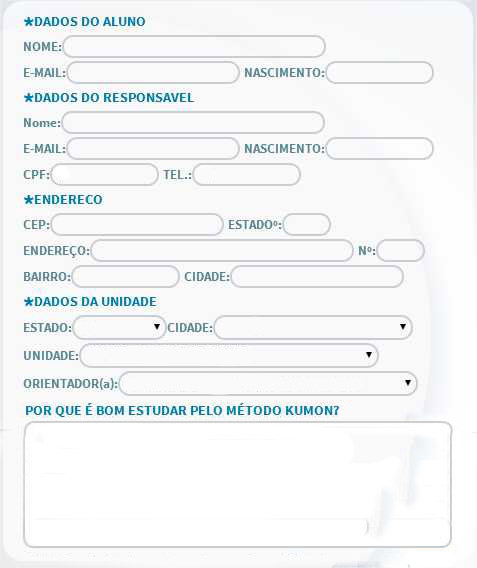 *DADOS DO ALUNO
NOME:
E-MAIL: NASCIMENTO:
*DADOS DO RESPONSAVEL
Nome:
E-MAIL: NASCIMENTO:
CPF: TEL.:
*ENDERECO
CEP: ESTADOº:
ENDEREÇO: Nº:
BAIRRO: CIDADE:
*DADOS DA UNIDADE
ESTADO: CIDADE:
UNIDADE:
ORIENTADOR(a):
POR QUE É BOM ESTUDAR PELO MÉTODO KUMON?